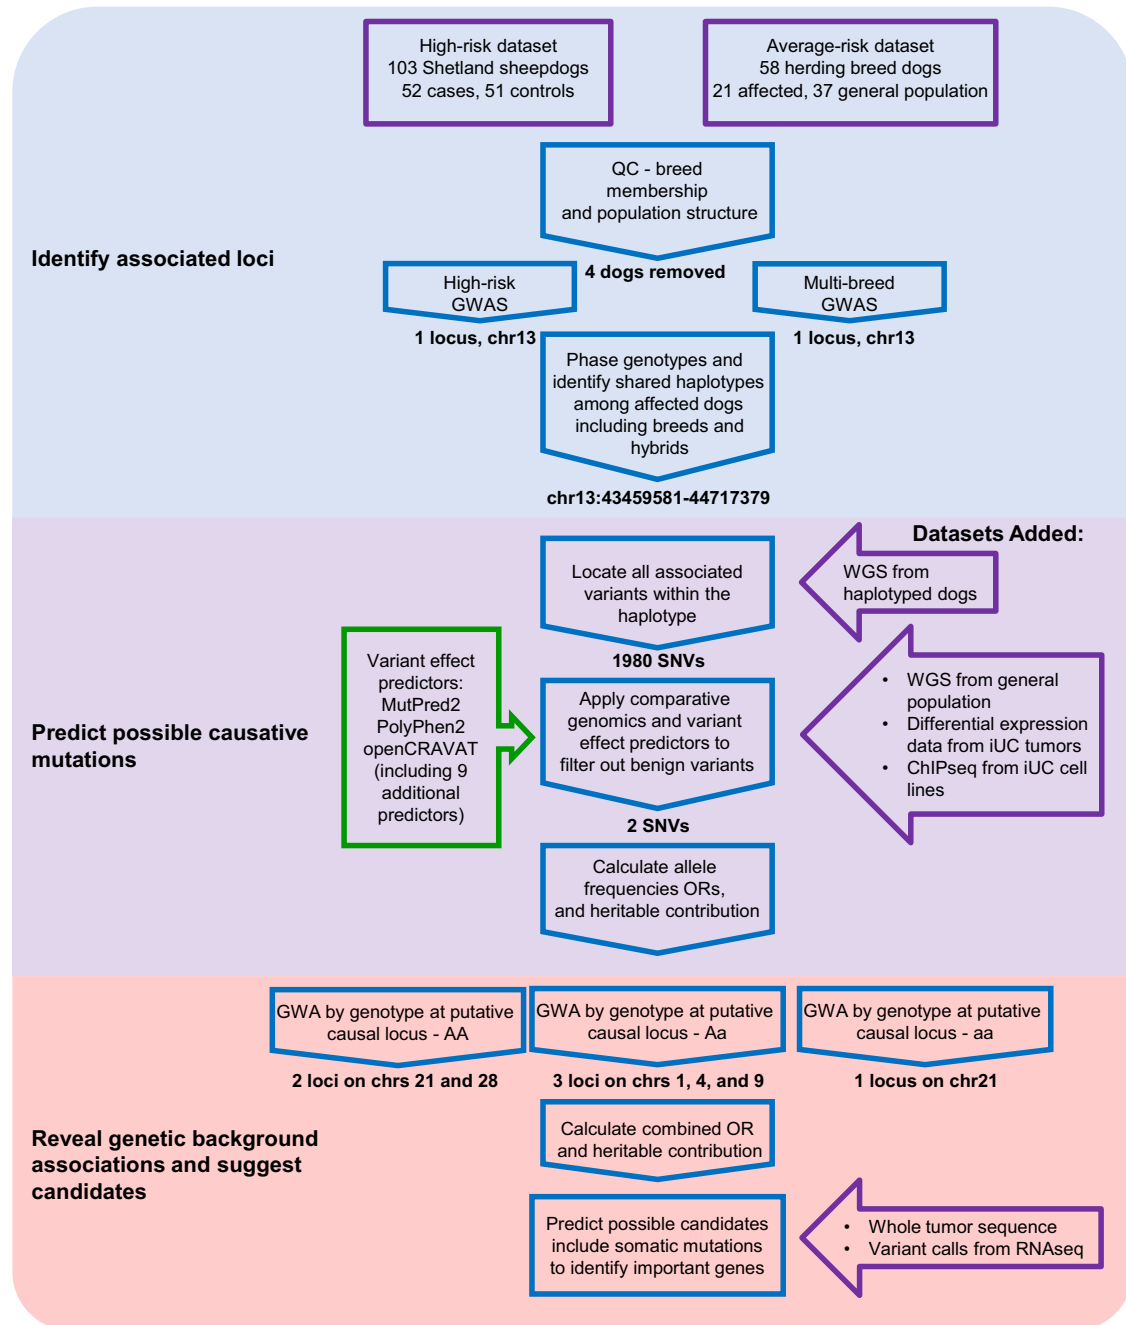 High-risk dataset
103 Shetland sheepdogs
52 cases, 51 controls
Average-risk dataset
58 herding breed dogs
21 affected, 37 general population
QC - breed
membership
and population structure
Identify associated loci
4 dogs removed
High-risk
GWAS
Multi-breed
GWAS
1 locus, chr13
1 locus, chr13
Phase genotypes and
identify shared haplotypes
among affected dogs
including breeds and
hybrids
chr13:43459581-44717379
Datasets Added:
Locate all associated
variants within the
haplotype
WGS from
haplotyped dogs
1980 SNVs
Variant effect
predictors:
MutPred2
PolyPhen2
openCRAVAT
(including 9
additional
predictors)
Apply comparative
genomics and variant
effect predictors to
filter out benign variants
• WGS from general
population
• Differential expression
data from iUC tumors
• ChIPseq from iUC cell
lines
Predict possible causative
mutations
2 SNVs
Calculate allele
frequencies ORs,
and heritable contribution
GWA by genotype at putative
causal locus - AA
GWA by genotype at putative
causal locus - Aa
GWA by genotype at putative
causal locus - aa
2 loci on chrs 21 and 28
3 loci on chrs 1, 4, and 9
1 locus on chr21
Reveal genetic background
associations and suggest
candidates
Calculate combined OR
and heritable contribution
Predict possible candidates
include somatic mutations
to identify important genes
• Whole tumor sequence
• Variant calls from RNAseq